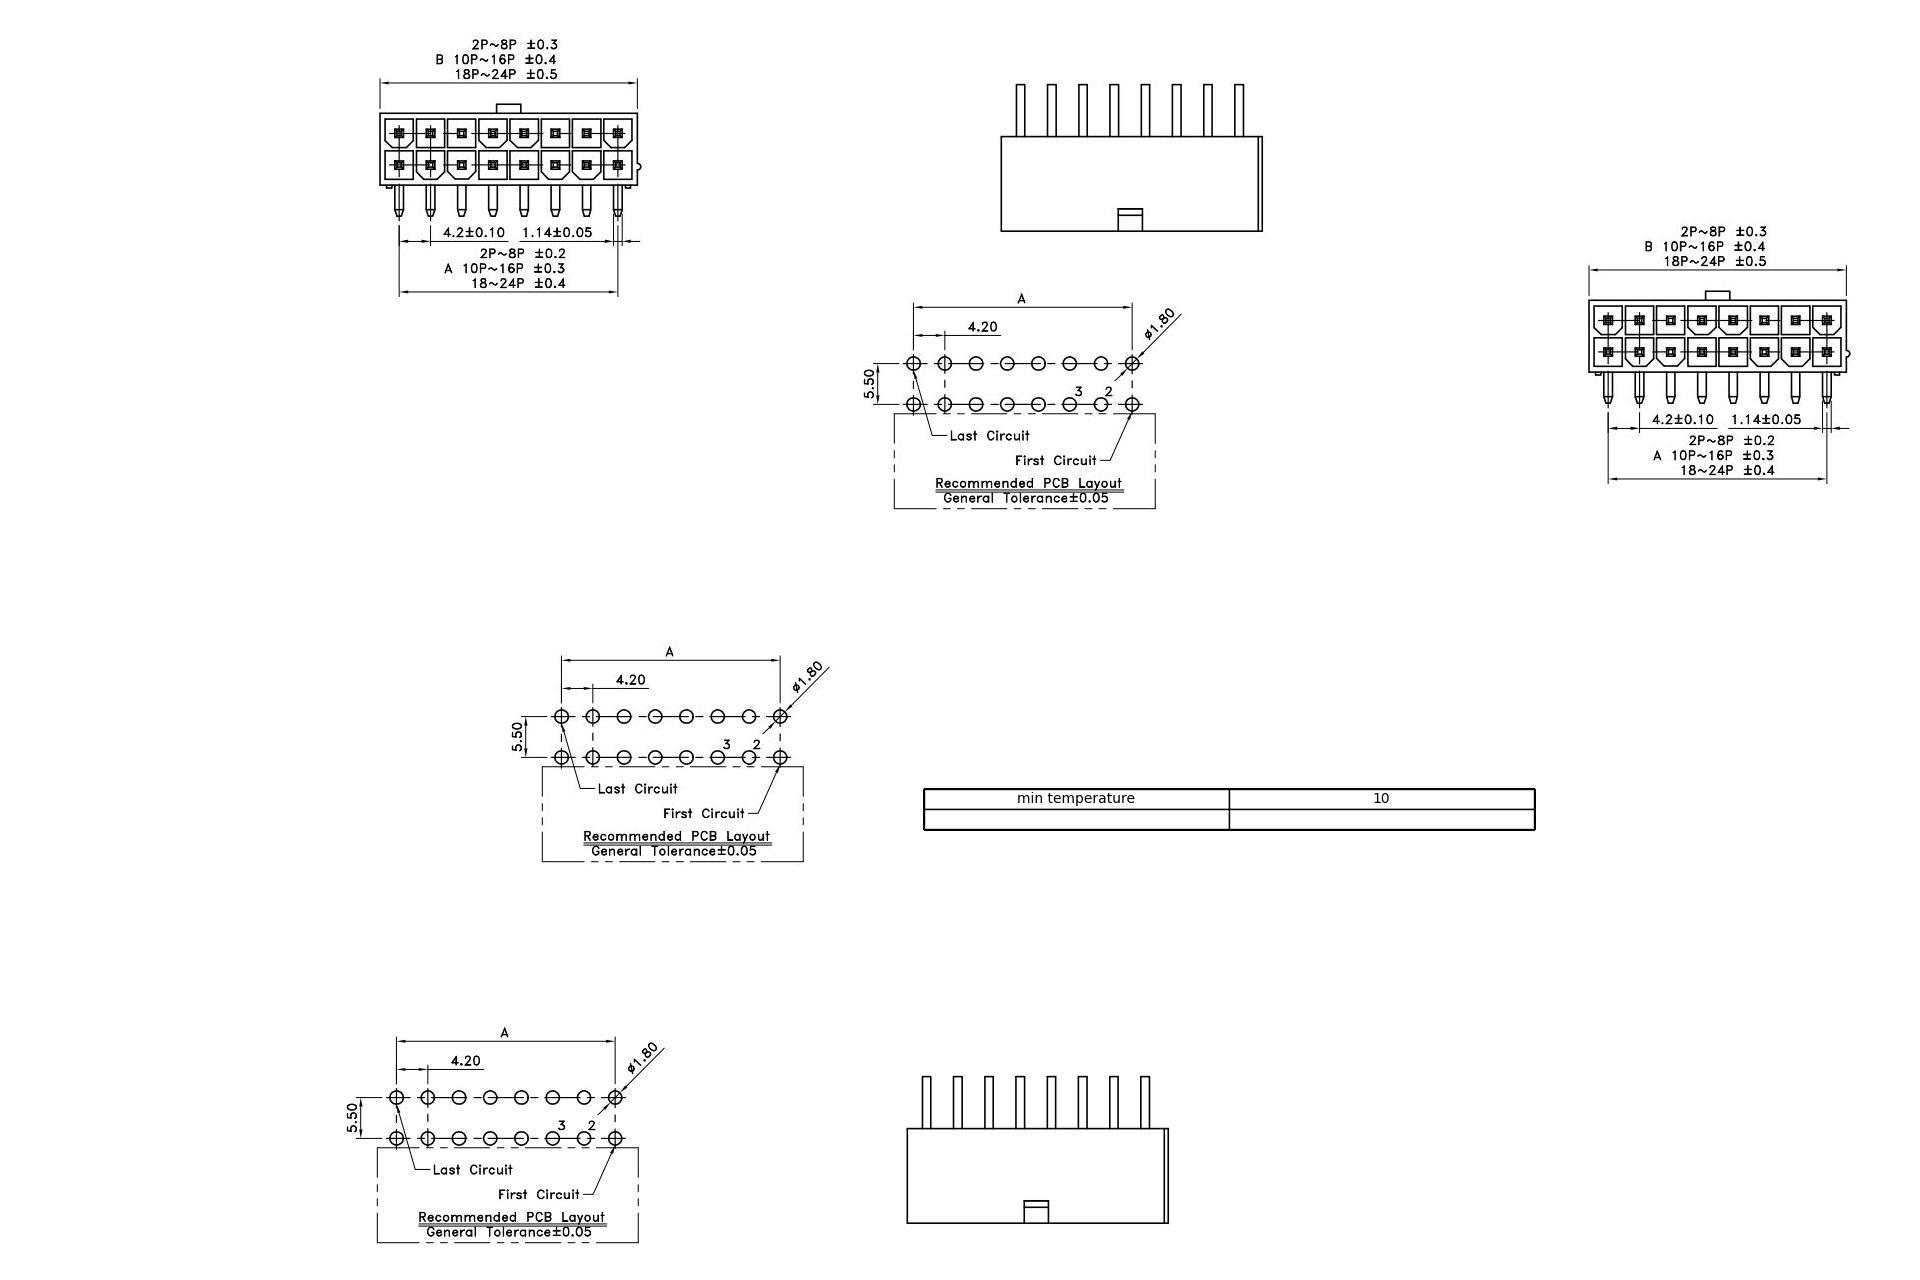 2P~8P ±0.3
B 10P~16P ±0.4
18P~24P ±0.5
4.2±0.10 1.14±0.05
2P~8P ±0.2
A 10P~16P ±0.3
18~24P ±0.4
A
4.20
ø1.80
5.50
3 2
Last Circuit
First Circuit
Recommended PCB Layout
General Tolerance±0.05
2P~8P ±0.3
B 10P~16P ±0.4
18P~24P ±0.5
4.2±0.10 1.14±0.05
2P~8P ±0.2
A 10P~16P ±0.3
18~24P ±0.4
A
4.20
ø1.80
5.50
3 2
Last Circuit
First Circuit
Recommended PCB Layout
General Tolerance±0.05
min temperature 10
A
4.20
ø1.80
5.50
3 2
Last Circuit
First Circuit
Recommended PCB Layout
General Tolerance±0.05